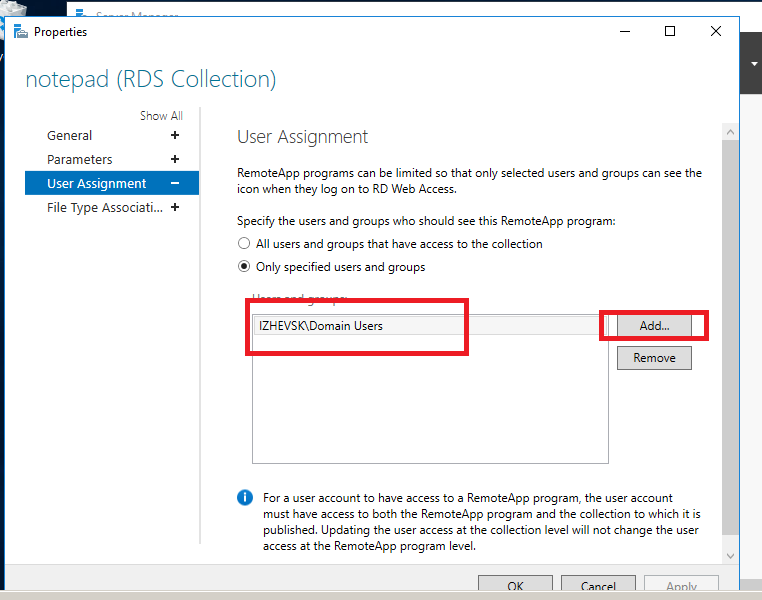 Server Manager
Properties
notepad (RDS Collection)
Show All
General +
Parameters +
User Assignment −
File Type Associati... +
User Assignment
RemoteApp programs can be limited so that only selected users and groups can see the
icon when they log on to RD Web Access.
Specify the users and groups who should see this RemoteApp program:
All users and groups that have access to the collection
Only specified users and groups
Users and groups:
IZHEVSK\Domain Users
Add...
Remove
For a user account to have access to a RemoteApp program, the user account
must have access to both the RemoteApp program and the collection to which it is
published. Updating the user access at the collection level will not change the user
access at the RemoteApp program level.
OK Cancel Apply